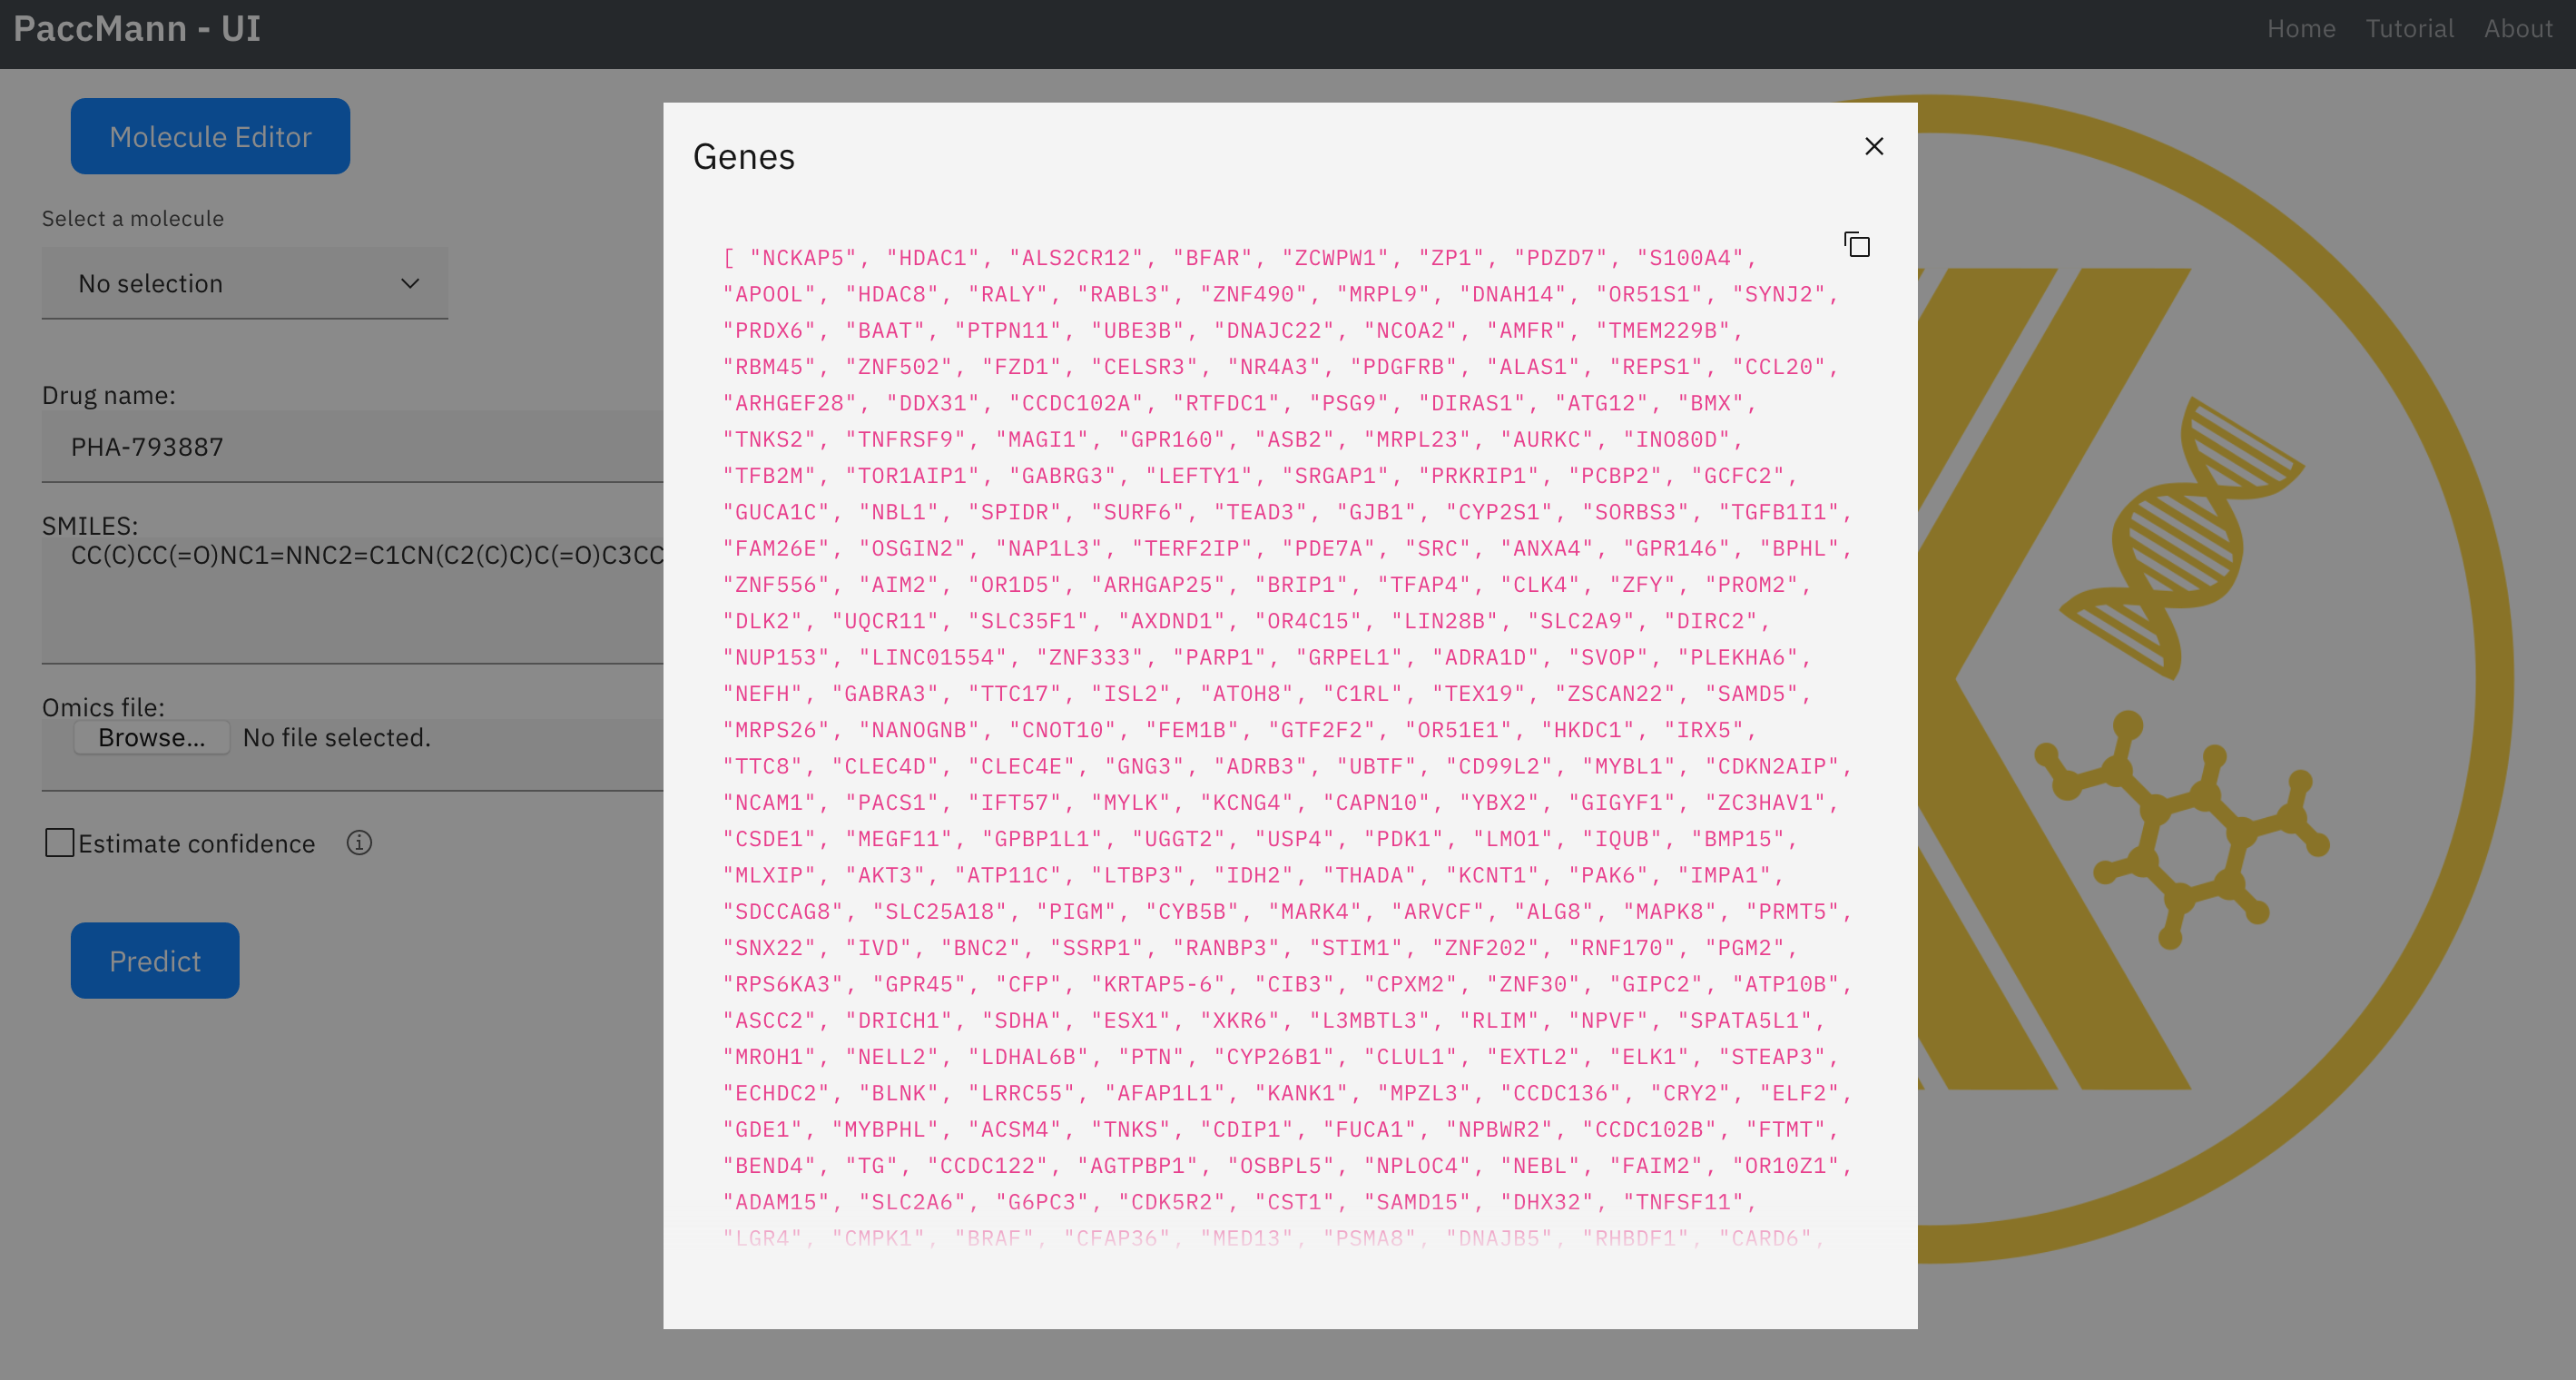 PaccMann - UI
Home Tutorial About
Molecule Editor
Select a molecule
No selection
Drug name:
PHA-793887
SMILES:
CC(C)CC(=O)NC1=NNC2=C1CN(C2(C)C)C(=O)C3CC
Omics file:
Browse... No file selected.
Estimate confidence
Predict
Genes
[ "NCKAP5", "HDAC1", "ALS2CR12", "BFAR", "ZCWPW1", "ZP1", "PDZD7", "S100A4",
"APOOL", "HDAC8", "RALY", "RABL3", "ZNF490", "MRPL9", "DNAH14", "OR51S1", "SYNJ2",
"PRDX6", "BAAT", "PTPN11", "UBE3B", "DNAJC22", "NCOA2", "AMFR", "TMEM229B",
"RBM45", "ZNF502", "FZD1", "CELSR3", "NR4A3", "PDGFRB", "ALAS1", "REPS1", "CCL20",
"ARHGEF28", "DDX31", "CCDC102A", "RTFDC1", "PSG9", "DIRAS1", "ATG12", "BMX",
"TNKS2", "TNFRSF9", "MAGI1", "GPR160", "ASB2", "MRPL23", "AURKC", "INO80D",
"TFB2M", "TOR1AIP1", "GABRG3", "LEFTY1", "SRGAP1", "PRKRIP1", "PCBP2", "GCFC2",
"GUCA1C", "NBL1", "SPIDR", "SURF6", "TEAD3", "GJB1", "CYP2S1", "SORBS3", "TGFB1I1",
"FAM26E", "OSGIN2", "NAP1L3", "TERF2IP", "PDE7A", "SRC", "ANXA4", "GPR146", "BPHL",
"ZNF556", "AIM2", "OR1D5", "ARHGAP25", "BRIP1", "TFAP4", "CLK4", "ZFY", "PROM2",
"DLK2", "UQCR11", "SLC35F1", "AXDND1", "OR4C15", "LIN28B", "SLC2A9", "DIRC2",
"NUP153", "LINC01554", "ZNF333", "PARP1", "GRPEL1", "ADRA1D", "SVOP", "PLEKHA6",
"NEFH", "GABRA3", "TTC17", "ISL2", "ATOH8", "C1RL", "TEX19", "ZSCAN22", "SAMD5",
"MRPS26", "NANOGNB", "CNOT10", "FEM1B", "GTF2F2", "OR51E1", "HKDC1", "IRX5",
"TTC8", "CLEC4D", "CLEC4E", "GNG3", "ADRB3", "UBTF", "CD99L2", "MYBL1", "CDKN2AIP",
"NCAM1", "PACS1", "IFT57", "MYLK", "KCNG4", "CAPN10", "YBX2", "GIGYF1", "ZC3HAV1",
"CSDE1", "MEGF11", "GPBP1L1", "UGGT2", "USP4", "PDK1", "LMO1", "IQUB", "BMP15",
"MLXIP", "AKT3", "ATP11C", "LTBP3", "IDH2", "THADA", "KCNT1", "PAK6", "IMPA1",
"SDCCAG8", "SLC25A18", "PIGM", "CYB5B", "MARK4", "ARVCF", "ALG8", "MAPK8", "PRMT5",
"SNX22", "IVD", "BNC2", "SSRP1", "RANBP3", "STIM1", "ZNF202", "RNF170", "PGM2",
"RPS6KA3", "GPR45", "CFP", "KRTAP5-6", "CIB3", "CPXM2", "ZNF30", "GIPC2", "ATP10B",
"ASCC2", "DRICH1", "SDHA", "ESX1", "XKR6", "L3MBTL3", "RLIM", "NPVF", "SPATA5L1",
"MROH1", "NELL2", "LDHAL6B", "PTN", "CYP26B1", "CLUL1", "EXTL2", "ELK1", "STEAP3",
"ECHDC2", "BLNK", "LRRC55", "AFAP1L1", "KANK1", "MPZL3", "CCDC136", "CRY2", "ELF2",
"GDE1", "MYBPHL", "ACSM4", "TNKS", "CDIP1", "FUCA1", "NPBWR2", "CCDC102B", "FTMT",
"BEND4", "TG", "CCDC122", "AGTPBP1", "OSBPL5", "NPLOC4", "NEBL", "FAIM2", "OR10Z1",
"ADAM15", "SLC2A6", "G6PC3", "CDK5R2", "CST1", "SAMD15", "DHX32", "TNFSF11",
"LGR4", "CMPK1", "BRAF", "CFAP36", "MED13", "PSMA8", "DNAJB5", "RHBDF1", "CARD6",